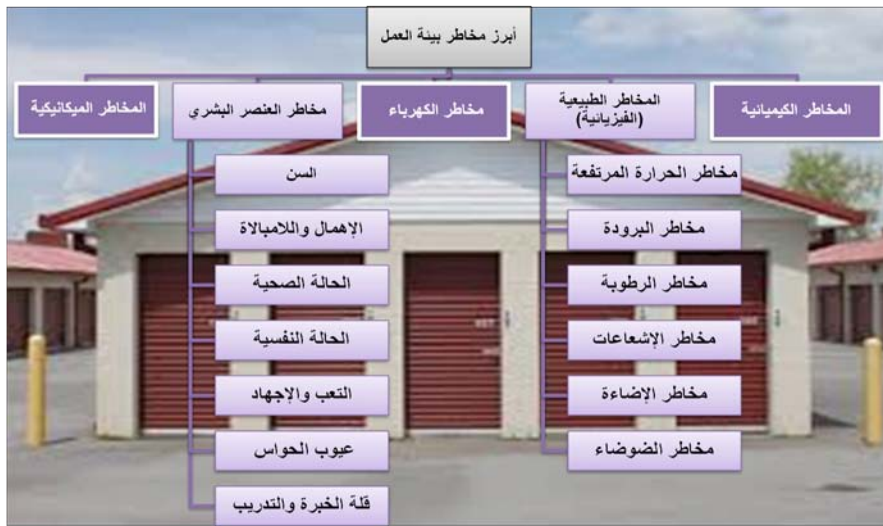 أبرز مخاطر بيئة العمل
المخاطر الكيميائية
المخاطر الطبيعية
(الفيزيائية)
مخاطر الحرارة المرتفعة
مخاطر البرودة
مخاطر الرطوبة
مخاطر الإشعاعات
مخاطر الإضاءة
مخاطر الضوضاء
مخاطر الكهرباء
مخاطر العنصر البشري
السن
الإهمال واللامبالاة
الحالة الصحية
الحالة النفسية
التعب والإجهاد
عيوب الحواس
قلة الخبرة والتدريب
المخاطر الميكانيكية